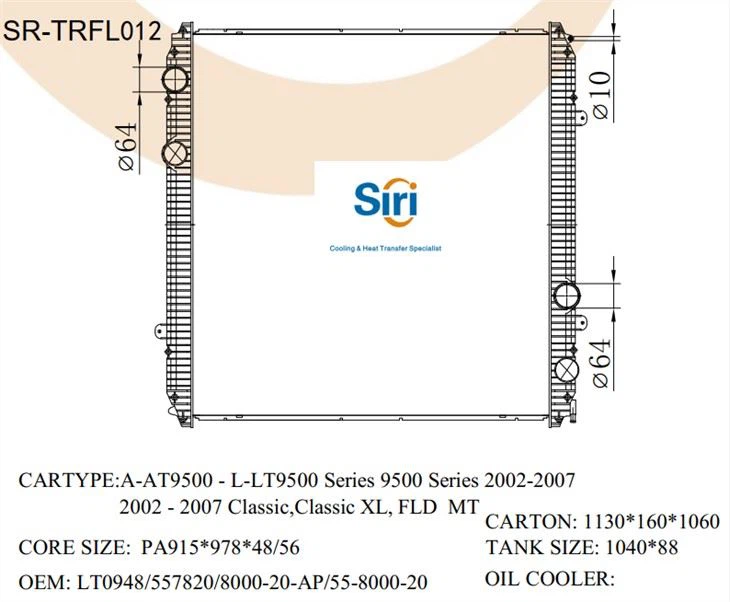 SR-TRFL012
⌀10
⌀64
Siri
Cooling & Heat Transfer Specialist
⌀64
CARTYPE:A-AT9500 - L-LT9500 Series 9500 Series 2002-2007
2002 - 2007 Classic,Classic XL, FLD MT
CARTON: 1130*160*1060
CORE SIZE: PA915*978*48/56
TANK SIZE: 1040*88
OEM: LT0948/557820/8000-20-AP/55-8000-20
OIL COOLER: